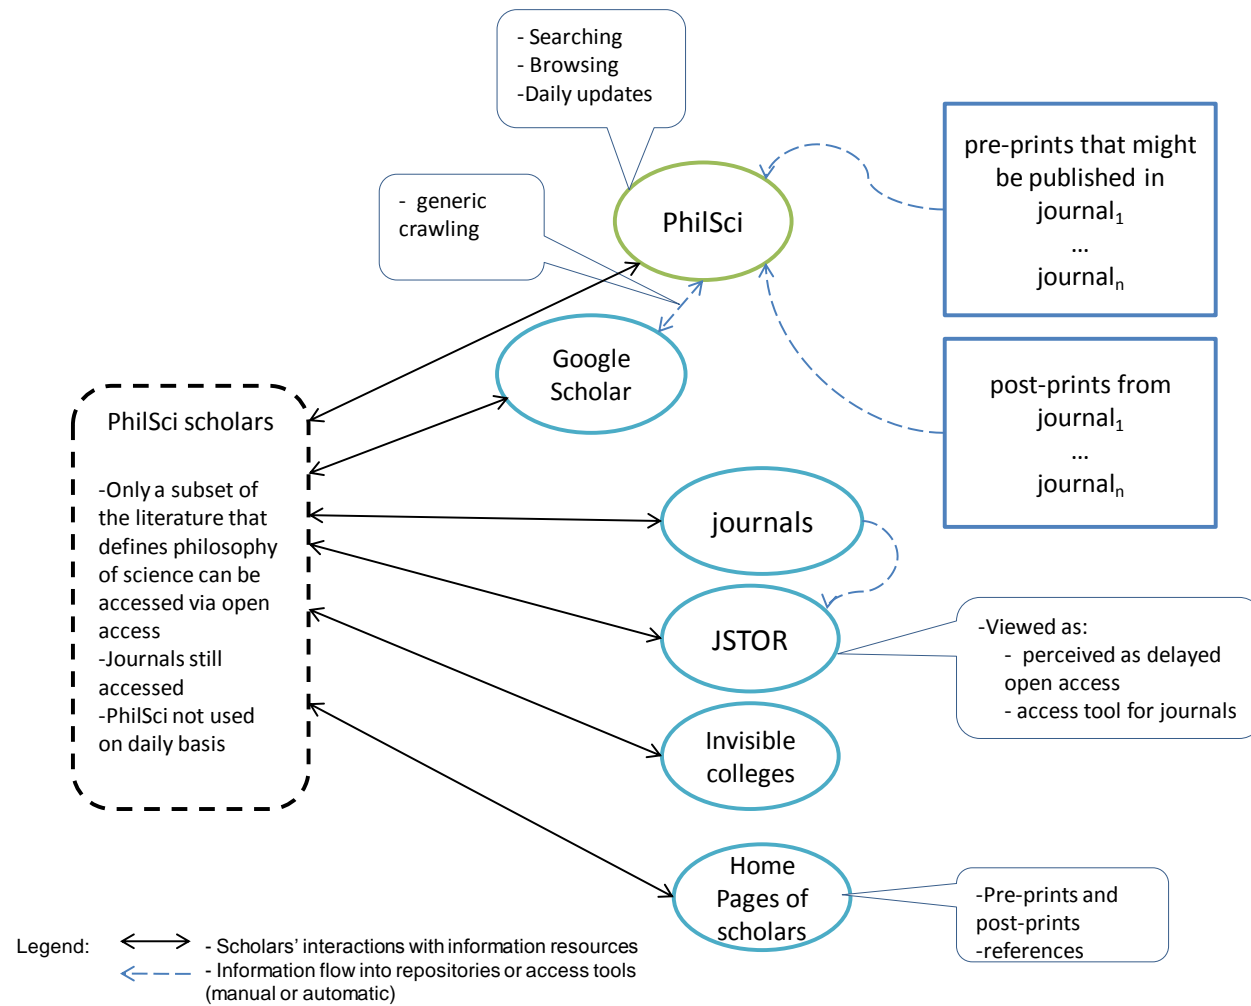 - Searching
- Browsing
-Daily updates
- generic
crawling
PhilSci
pre-prints that might
be published in
journal1
...
journaln
Google
Scholar
post-prints from
journal1
...
journaln
PhilSci scholars
-Only a subset of
the literature that
defines philosophy
of science can be
accessed via open
access
-Journals still
accessed
-PhilSci not used
on daily basis
journals
JSTOR
-Viewed as:
- perceived as delayed
open access
- access tool for journals
Invisible
colleges
Home
Pages of
scholars
-Pre-prints and
post-prints
-references
Legend:
- Scholars' interactions with information resources
- Information flow into repositories or access tools
(manual or automatic)